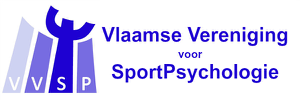 VVSP
Vlaamse Vereniging
voor
SportPsychologie